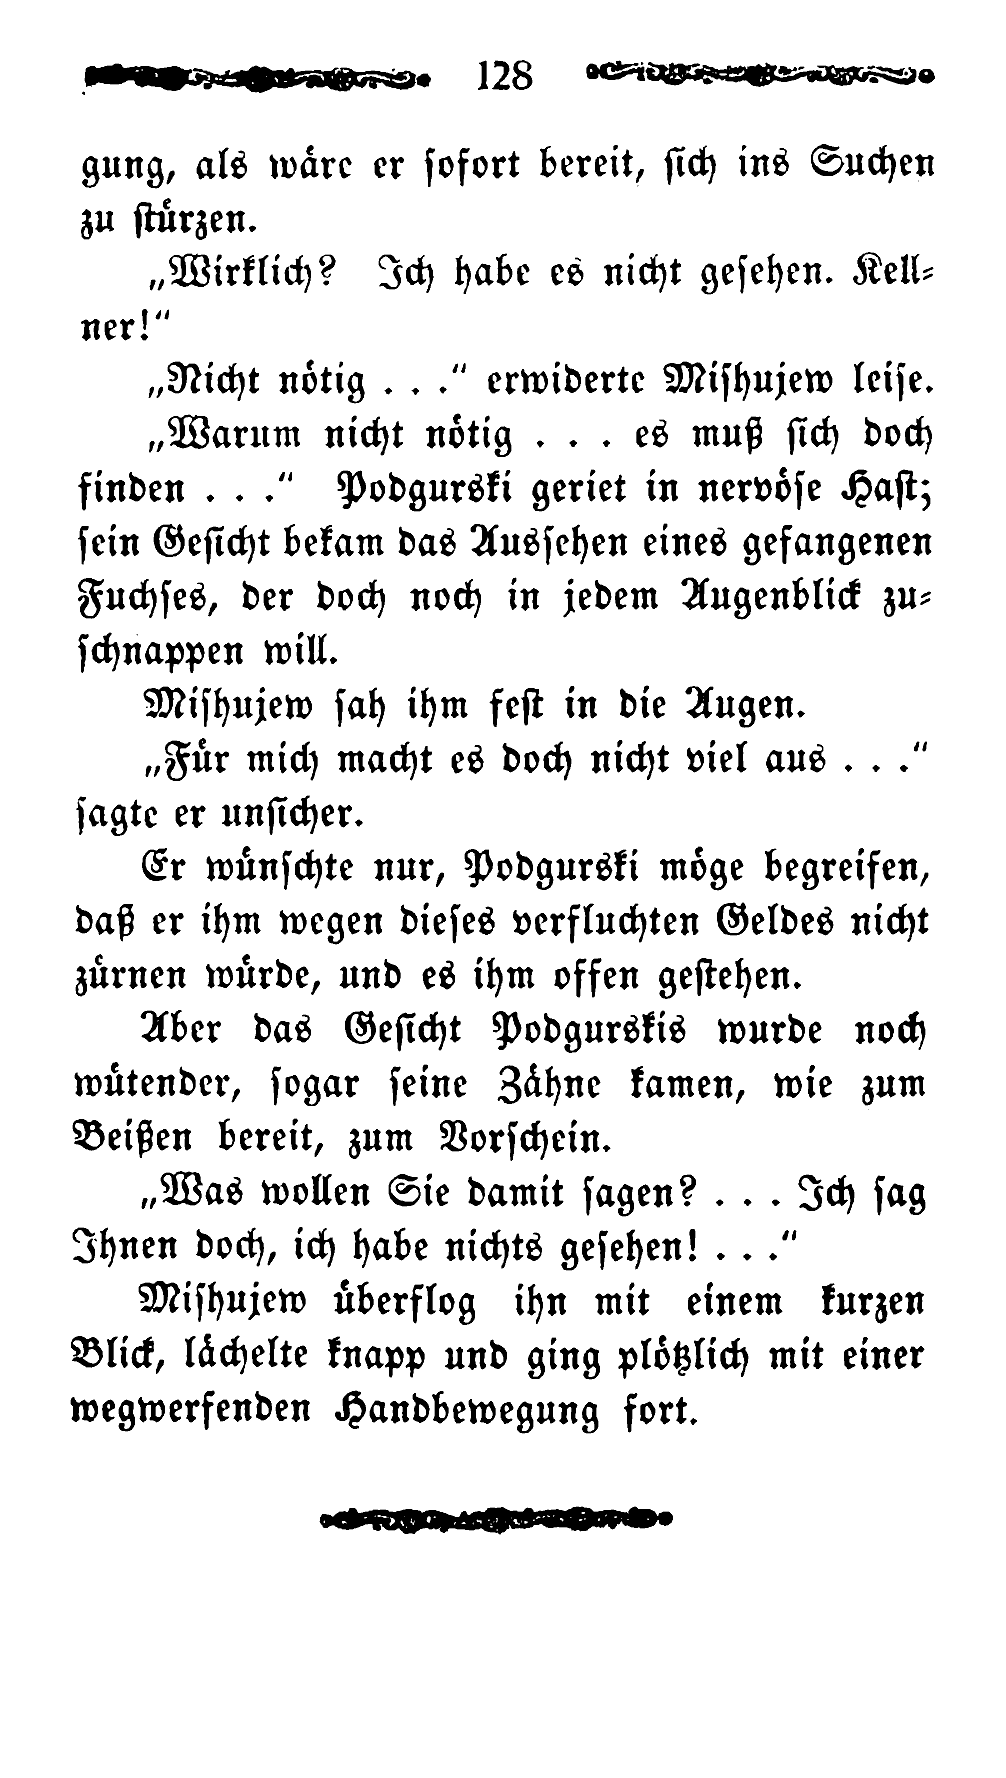 128
gung, als wäre er sofort bereit, sich ins Suchen
zu stürzen.
„Wirklich? Ich habe es nicht gesehen. Kell-
ner!“
„Nicht nötig . . .“ erwiderte Mishujew leise.
„Warum nicht nötig . . . es muß sich doch
finden . . .“ Podgurski geriet in nervöse Hast;
sein Gesicht bekam das Aussehen eines gefangenen
Fuchses, der doch noch in jedem Augenblick zu-
schnappen will.
Mishujew sah ihm fest in die Augen.
„Für mich macht es doch nicht viel aus . . .“
sagte er unsicher.
Er wünschte nur, Podgurski möge begreifen,
daß er ihm wegen dieses verfluchten Geldes nicht
zürnen würde, und es ihm offen gestehen.
Aber das Gesicht Podgurskis wurde noch
wütender, sogar seine Zähne kamen, wie zum
Beißen bereit, zum Vorschein.
„Was wollen Sie damit sagen? . . . Ich sag
Ihnen doch, ich habe nichts gesehen! . . .“
Mishujew überflog ihn mit einem kurzen
Blick, lächelte knapp und ging plötzlich mit einer
wegwerfenden Handbewegung fort.